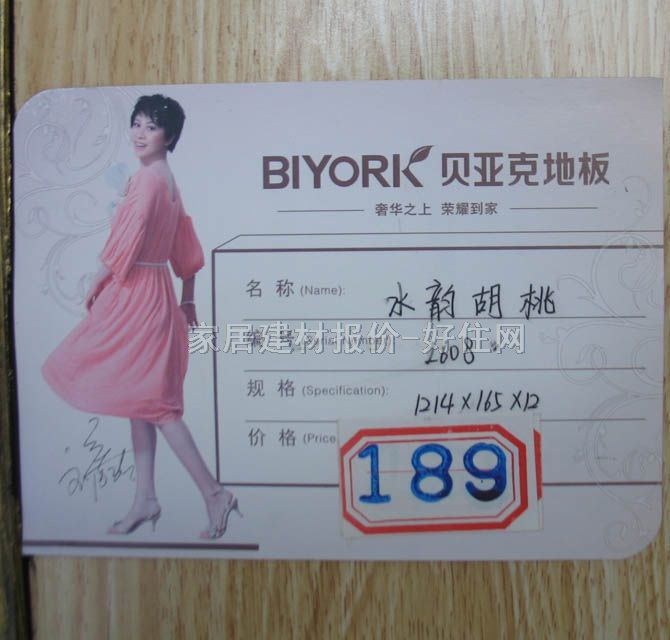 BIYORK 贝亚克地板
奢华之上 荣耀到家
名 称 (Name): 水韵胡桃
家居建材报价-好住网
1608
规 格 (Specification): 1214×165×12
价 格 (Price
189